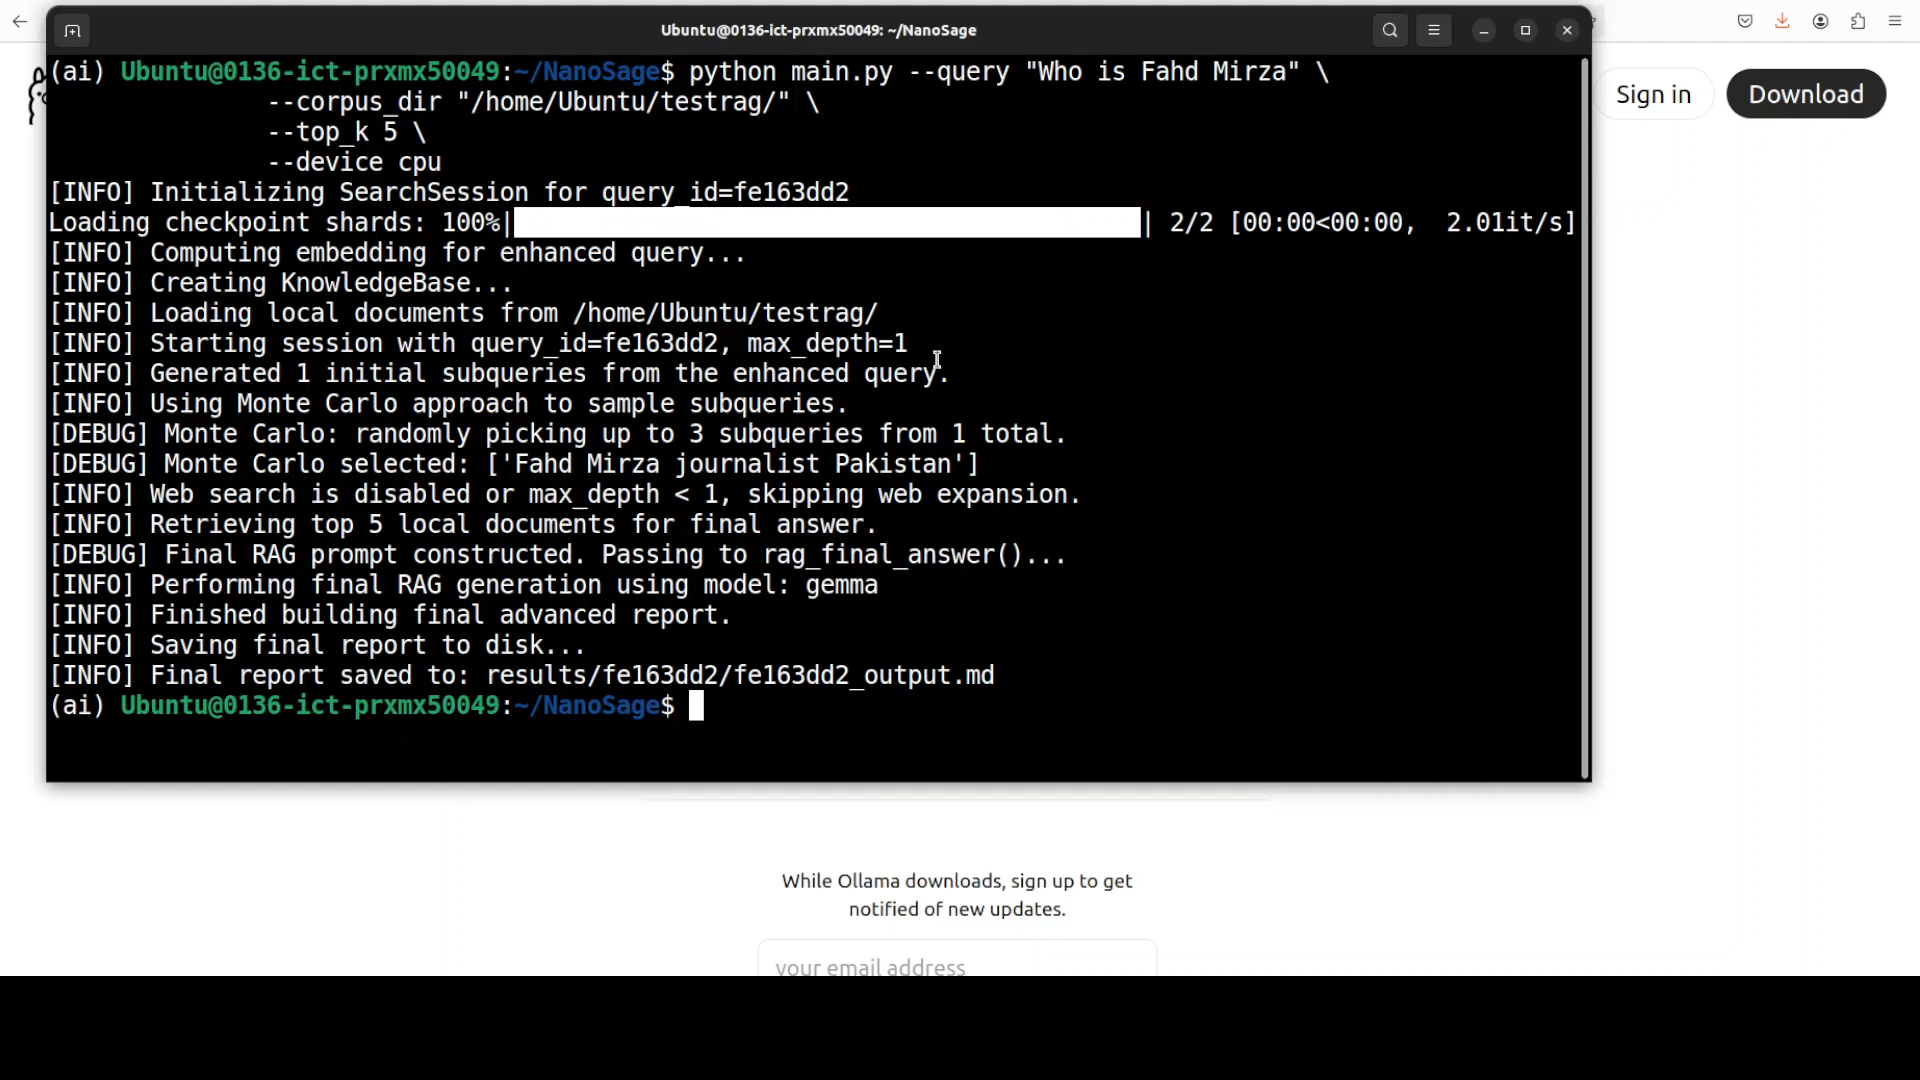 Ubuntu@0136-ict-prxmx50049: ~/NanoSage
(ai) Ubuntu@0136-ict-prxmx50049:~/NanoSage$ python main.py --query "Who is Fahd Mirza" \
--corpus_dir "/home/Ubuntu/testrag/" \
--top_k 5 \
--device cpu
[INFO] Initializing SearchSession for query_id=fe163dd2
Loading checkpoint shards: 100%| | 2/2 [00:00<00:00,  2.01it/s]
[INFO] Computing embedding for enhanced query...
[INFO] Creating KnowledgeBase...
[INFO] Loading local documents from /home/Ubuntu/testrag/
[INFO] Starting session with query_id=fe163dd2, max_depth=1
[INFO] Generated 1 initial subqueries from the enhanced query.
[INFO] Using Monte Carlo approach to sample subqueries.
[DEBUG] Monte Carlo: randomly picking up to 3 subqueries from 1 total.
[DEBUG] Monte Carlo selected: ['Fahd Mirza journalist Pakistan']
[INFO] Web search is disabled or max_depth < 1, skipping web expansion.
[INFO] Retrieving top 5 local documents for final answer.
[DEBUG] Final RAG prompt constructed. Passing to rag_final_answer()...
[INFO] Performing final RAG generation using model: gemma
[INFO] Finished building final advanced report.
[INFO] Saving final report to disk...
[INFO] Final report saved to: results/fe163dd2/fe163dd2_output.md
(ai) Ubuntu@0136-ict-prxmx50049:~/NanoSage$
Sign in
Download
While Ollama downloads, sign up to get
notified of new updates.
your email address